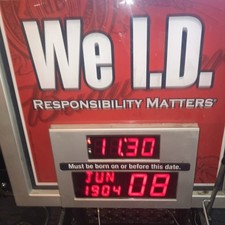 We I.D.
RESPONSIBILITY MATTERS®
11:30
Must be born on or before this date.
JUN 08
1904